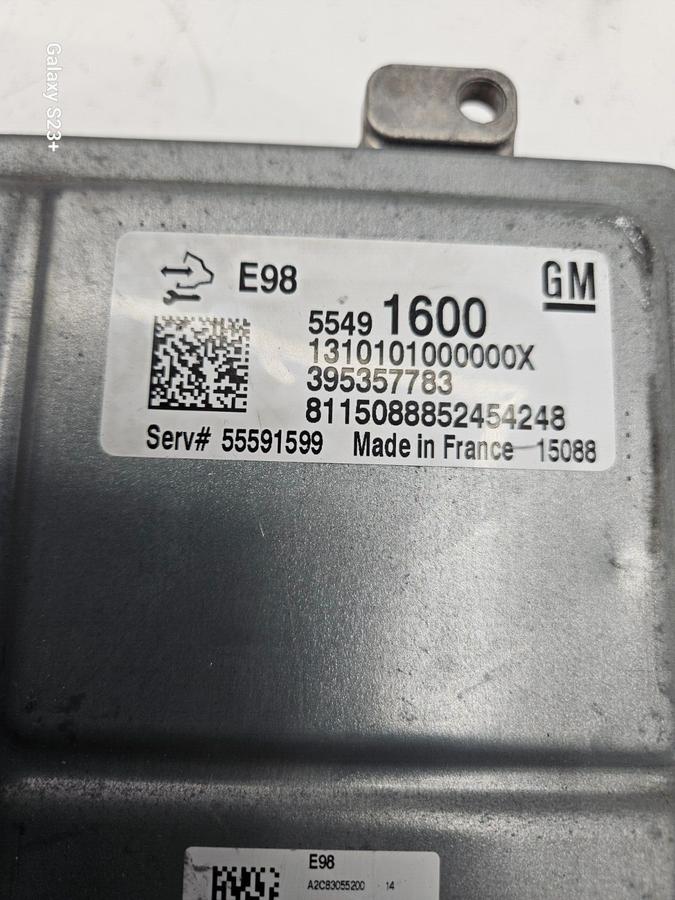 Galaxy S23+
E98
GM
5549 1600
1310101000000X
395357783
8115088852454248
Serv# 55591599 Made in France 15088
E98
A2C83055200 14